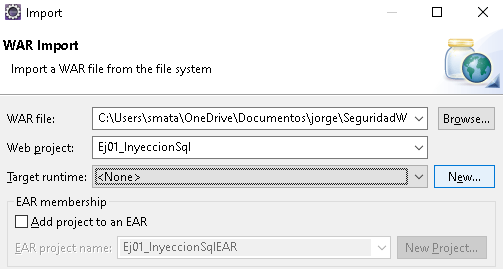 Import
WAR Import
Import a WAR file from the file system
WAR file: C:\Users\smata\OneDrive\Documentos\jorge\SeguridadW Browse...
Web project: Ej01_InyeccionSql
Target runtime: <None> New...
EAR membership
Add project to an EAR
EAR project name: Ej01_InyeccionSqlEAR New Project...